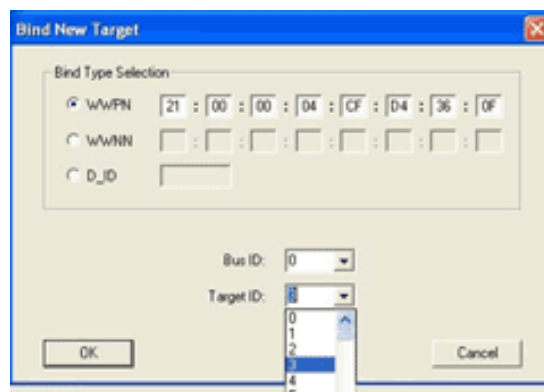 Bind New Target
Bind Type Selection
WWPN 21 : 00 : 00 : 04 : CF : D4 : 36 : 0F
WWNN : : : : : : :
D_ID
Bus ID: 0
Target ID:
0
1
2
3
4
OK
Cancel